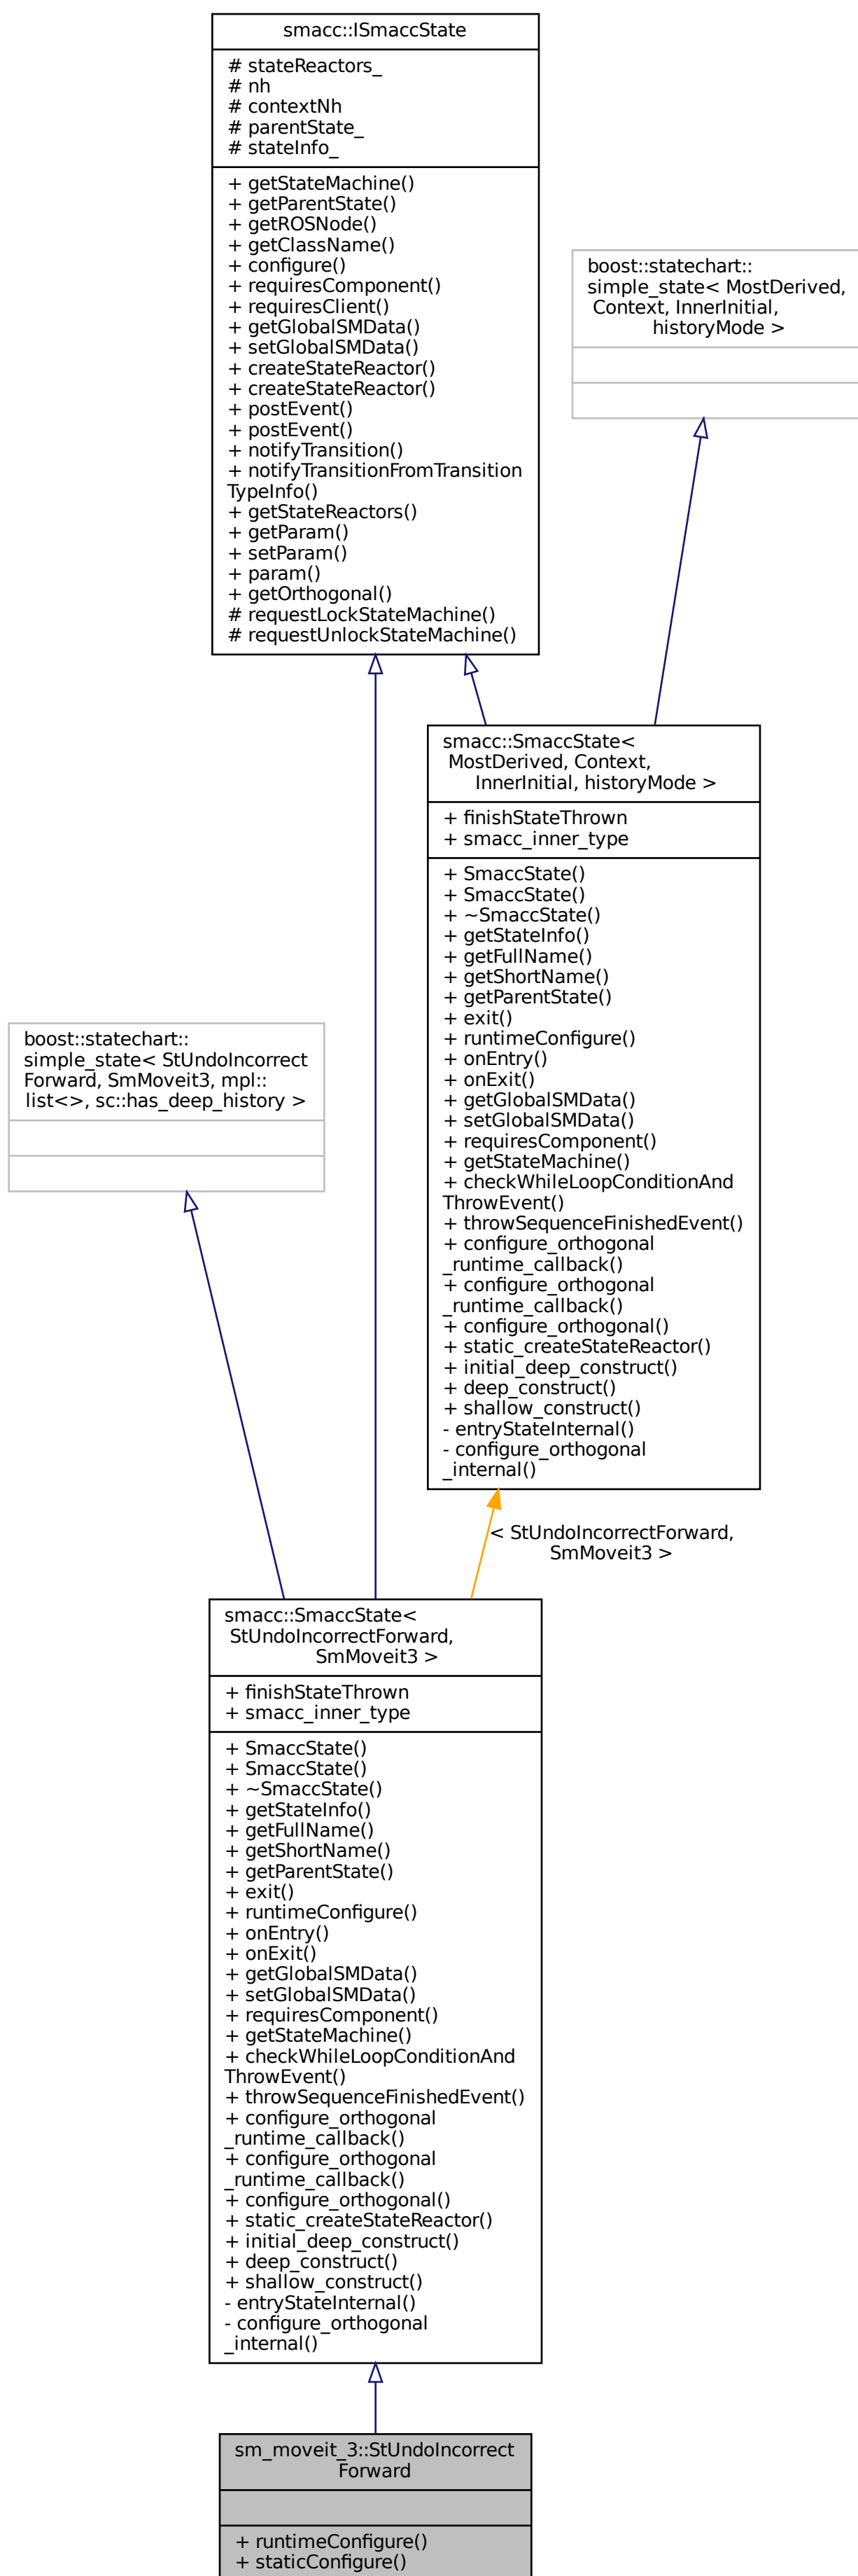 smacc::ISmaccState
# stateReactors_
# nh
# contextNh
# parentState_
# stateInfo_
+ getStateMachine()
+ getParentState()
+ getROSNode()
+ getClassName()
+ configure()
+ requiresComponent()
+ requiresClient()
+ getGlobalSMData()
+ setGlobalSMData()
+ createStateReactor()
+ createStateReactor()
+ postEvent()
+ postEvent()
+ notifyTransition()
+ notifyTransitionFromTransition
TypeInfo()
+ getStateReactors()
+ getParam()
+ setParam()
+ param()
+ getOrthogonal()
# requestLockStateMachine()
# requestUnlockStateMachine()
boost::statechart::
simple_state< MostDerived,
Context, InnerInitial,
historyMode >
smacc::SmaccState<
MostDerived, Context,
InnerInitial, historyMode >
+ finishStateThrown
+ smacc_inner_type
+ SmaccState()
+ SmaccState()
+ ~SmaccState()
+ getStateInfo()
+ getFullName()
+ getShortName()
+ getParentState()
+ exit()
+ runtimeConfigure()
+ onEntry()
+ onExit()
+ getGlobalSMData()
+ setGlobalSMData()
+ requiresComponent()
+ getStateMachine()
+ checkWhileLoopConditionAnd
ThrowEvent()
+ throwSequenceFinishedEvent()
+ configure_orthogonal
_runtime_callback()
+ configure_orthogonal
_runtime_callback()
+ configure_orthogonal()
+ static_createStateReactor()
+ initial_deep_construct()
+ deep_construct()
+ shallow_construct()
- entryStateInternal()
- configure_orthogonal
_internal()
boost::statechart::
simple_state< StUndoIncorrect
Forward, SmMoveit3, mpl::
list<>, sc::has_deep_history >
< StUndoIncorrectForward,
SmMoveit3 >
smacc::SmaccState<
StUndoIncorrectForward,
SmMoveit3 >
+ finishStateThrown
+ smacc_inner_type
+ SmaccState()
+ SmaccState()
+ ~SmaccState()
+ getStateInfo()
+ getFullName()
+ getShortName()
+ getParentState()
+ exit()
+ runtimeConfigure()
+ onEntry()
+ onExit()
+ getGlobalSMData()
+ setGlobalSMData()
+ requiresComponent()
+ getStateMachine()
+ checkWhileLoopConditionAnd
ThrowEvent()
+ throwSequenceFinishedEvent()
+ configure_orthogonal
_runtime_callback()
+ configure_orthogonal
_runtime_callback()
+ configure_orthogonal()
+ static_createStateReactor()
+ initial_deep_construct()
+ deep_construct()
+ shallow_construct()
- entryStateInternal()
- configure_orthogonal
_internal()
sm_moveit_3::StUndoIncorrect
Forward
+ runtimeConfigure()
+ staticConfigure()